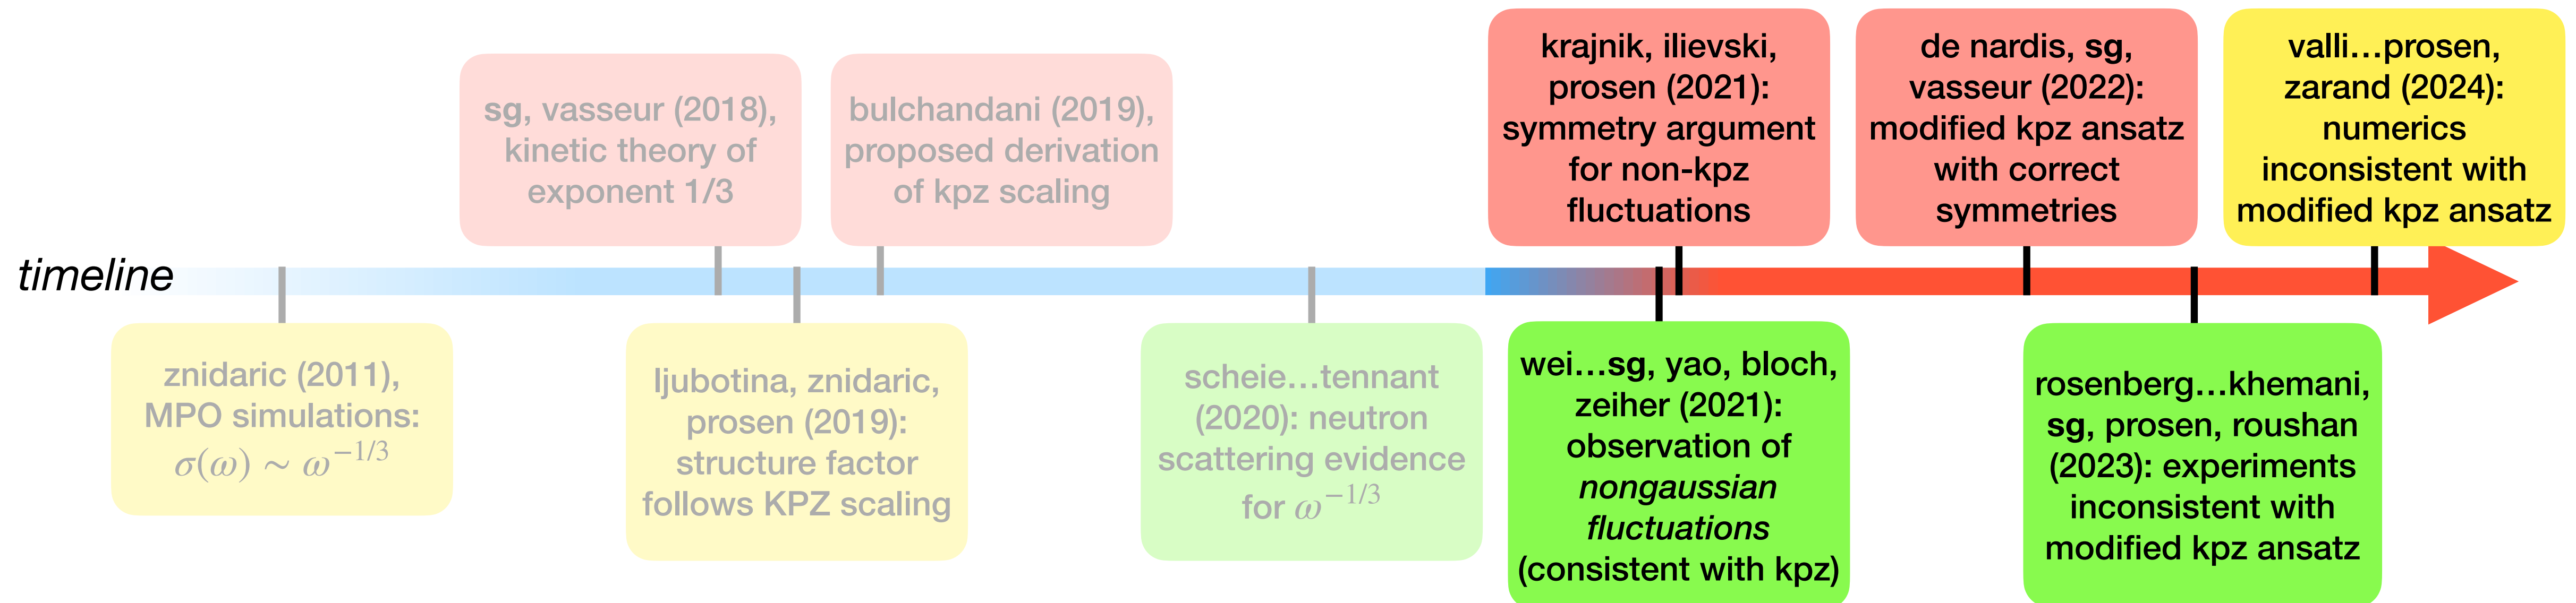 timeline
znidaric (2011),
MPO simulations:
σ(ω) ~ ω^{-1/3}
sg, vasseur (2018),
kinetic theory of
exponent 1/3
ljubotina, znidaric,
prosen (2019):
structure factor
follows KPZ scaling
bulchandani (2019),
proposed derivation
of kpz scaling
scheie...tennant
(2020): neutron
scattering evidence
for ω^{-1/3}
wei...sg, yao, bloch,
zeiher (2021):
observation of
nongaussian
fluctuations
(consistent with kpz)
krajnik, ilievski,
prosen (2021):
symmetry argument
for non-kpz
fluctuations
de nardis, sg,
vasseur (2022):
modified kpz ansatz
with correct
symmetries
rosenberg...khemani,
sg, prosen, roushan
(2023): experiments
inconsistent with
modified kpz ansatz
valli...prosen,
zarand (2024):
numerics
inconsistent with
modified kpz ansatz